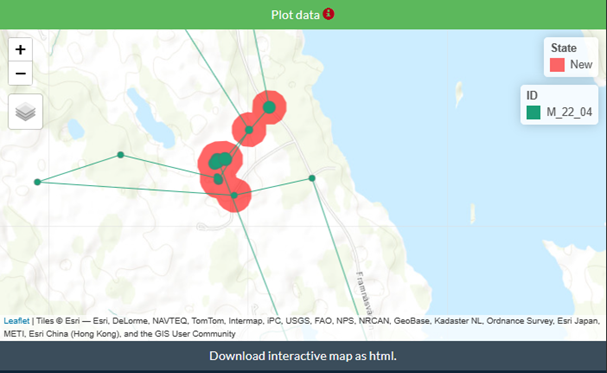 Plot data
+
−
State
New
ID
M_22_04
Framnäsvä
Leaflet | Tiles © Esri — Esri, DeLorme, NAVTEQ, TomTom, Intermap, iPC, USGS, FAO, NPS, NRCAN, GeoBase, Kadaster NL, Ordnance Survey, Esri Japan,
METI, Esri China (Hong Kong), and the GIS User Community
Download interactive map as html.